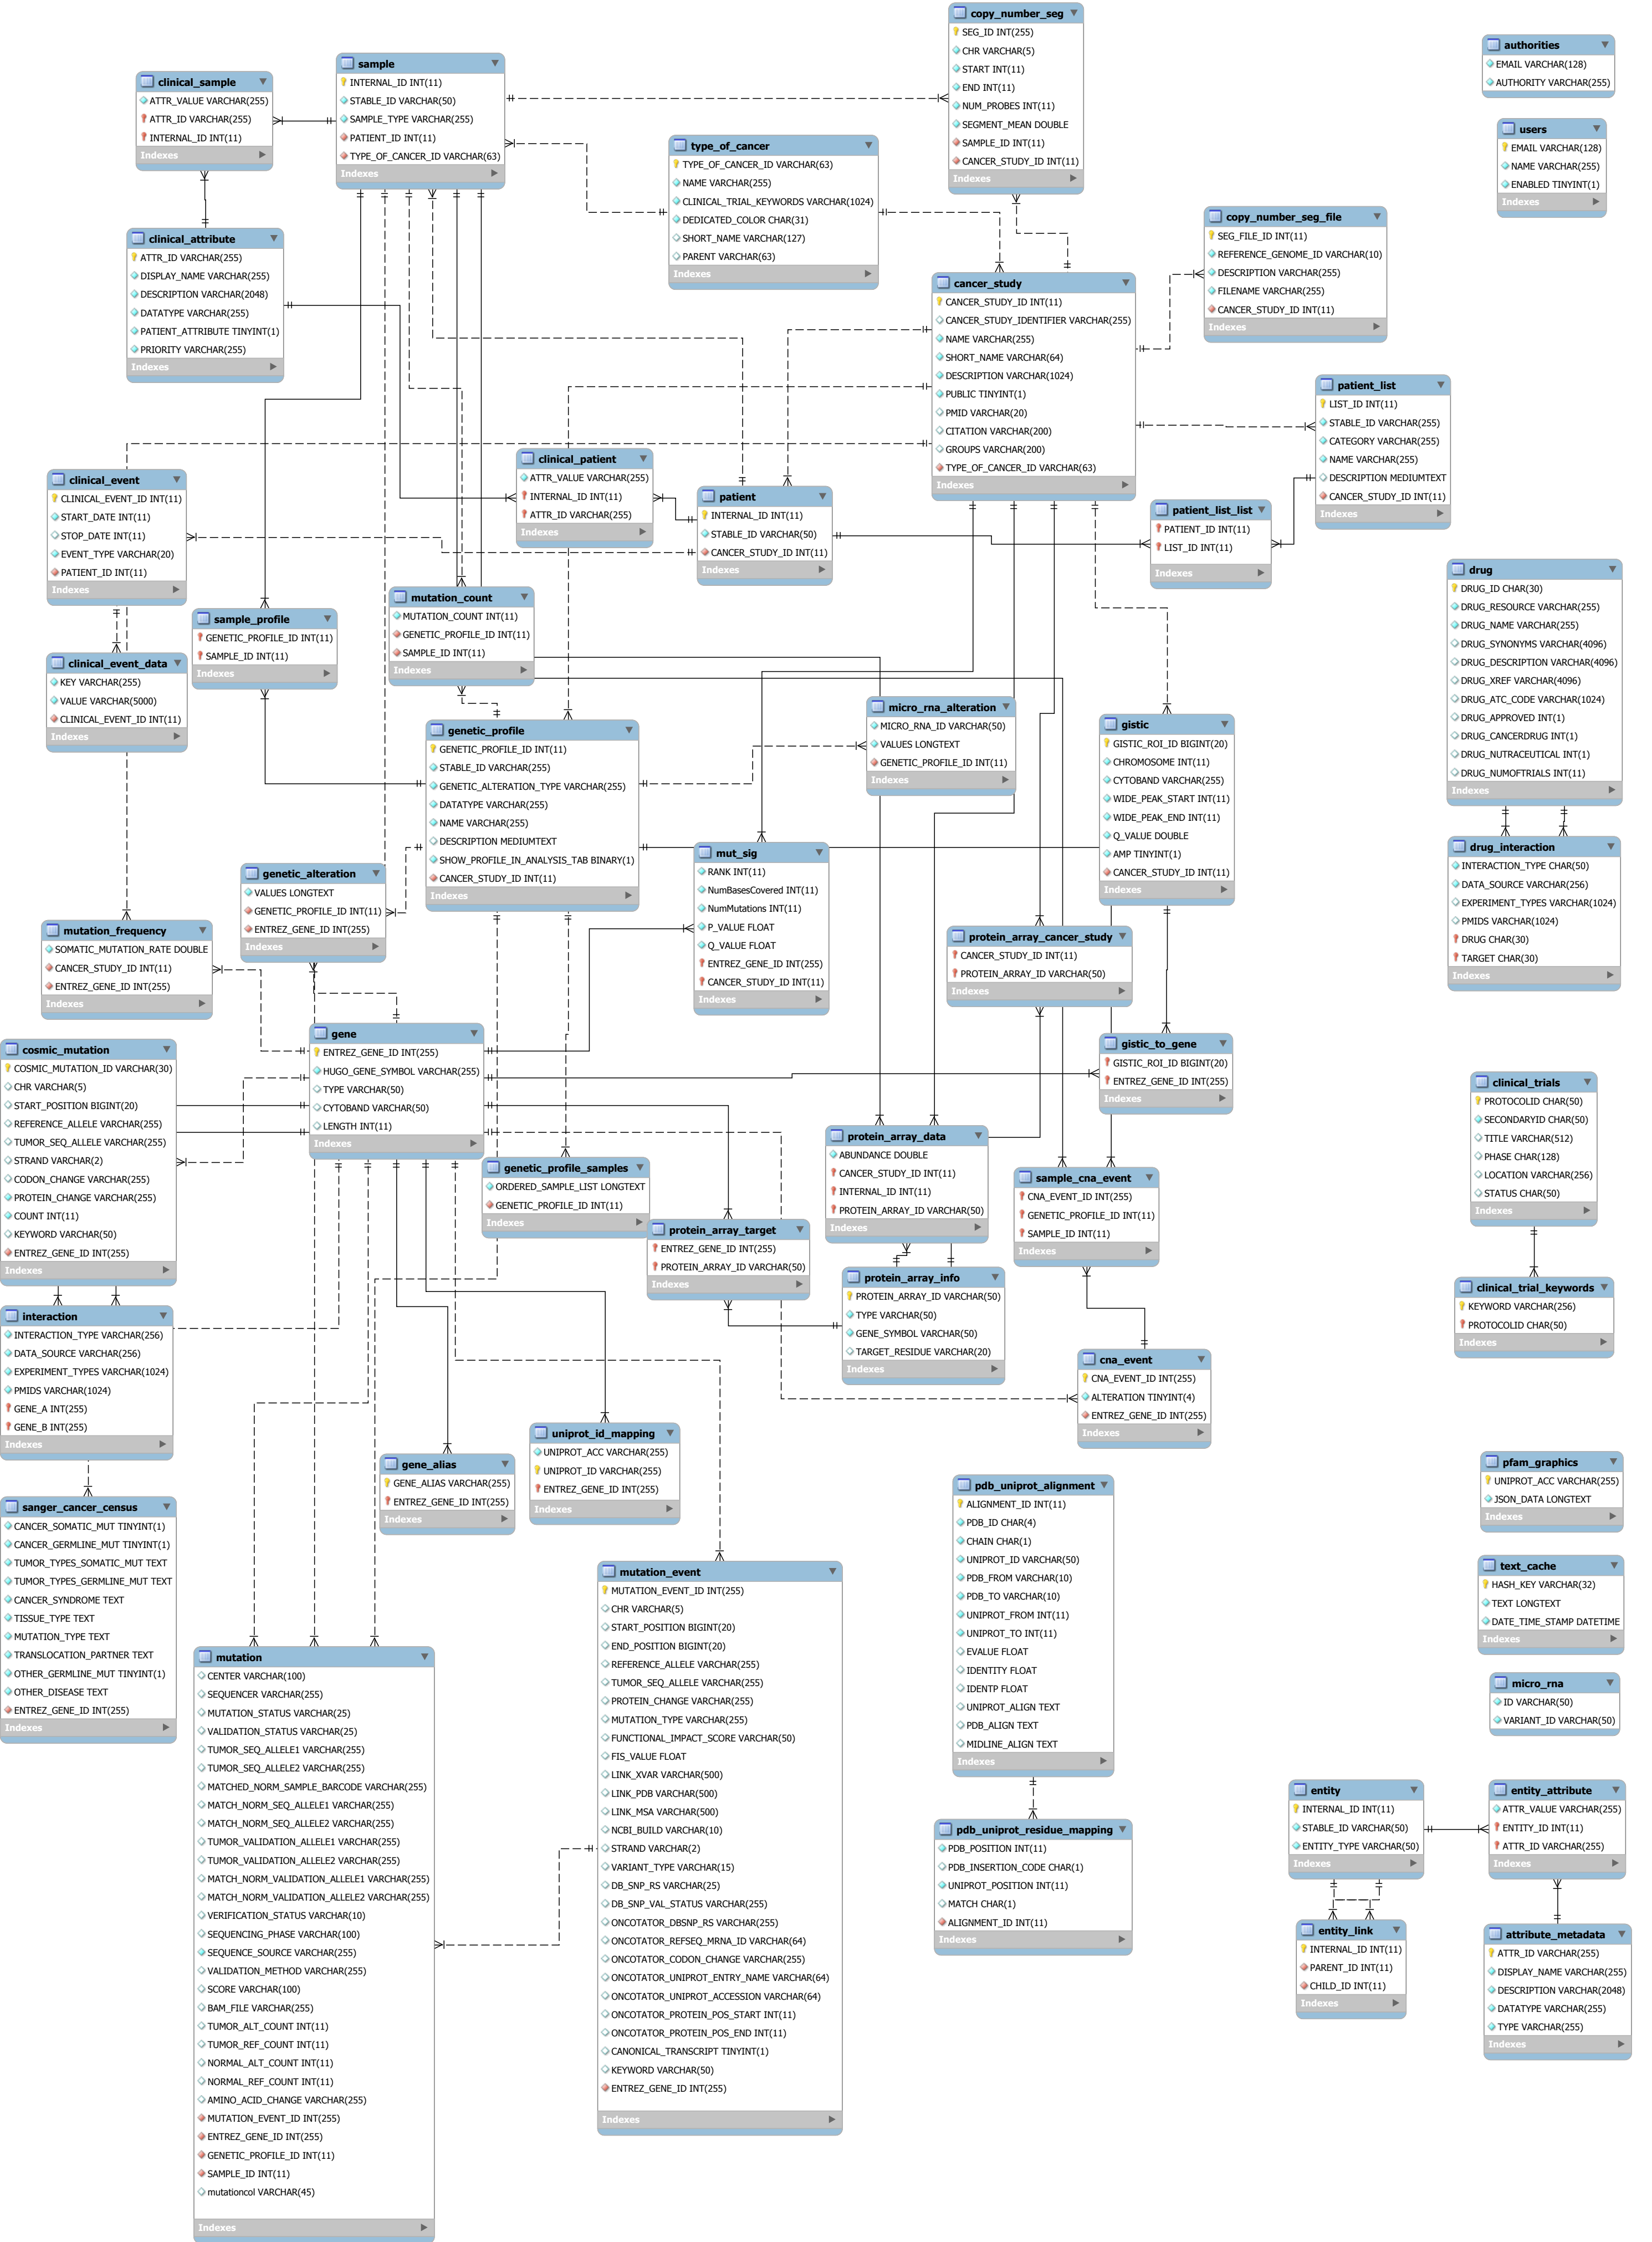 copy_number_seg
SEG_ID INT(255)
CHR VARCHAR(5)
START INT(11)
END INT(11)
NUM_PROBES INT(11)
SEGMENT_MEAN DOUBLE
SAMPLE_ID INT(11)
CANCER_STUDY_ID INT(11)
Indexes
authorities
EMAIL VARCHAR(128)
AUTHORITY VARCHAR(255)
Indexes
sample
INTERNAL_ID INT(11)
STABLE_ID VARCHAR(50)
SAMPLE_TYPE VARCHAR(255)
PATIENT_ID INT(11)
TYPE_OF_CANCER_ID VARCHAR(63)
Indexes
clinical_sample
ATTR_VALUE VARCHAR(255)
ATTR_ID VARCHAR(255)
INTERNAL_ID INT(11)
Indexes
users
EMAIL VARCHAR(128)
NAME VARCHAR(255)
ENABLED TINYINT(1)
Indexes
type_of_cancer
TYPE_OF_CANCER_ID VARCHAR(63)
NAME VARCHAR(255)
CLINICAL_TRIAL_KEYWORDS VARCHAR(1024)
DEDICATED_COLOR CHAR(31)
SHORT_NAME VARCHAR(127)
PARENT VARCHAR(63)
Indexes
copy_number_seg_file
SEG_FILE_ID INT(11)
REFERENCE_GENOME_ID VARCHAR(10)
DESCRIPTION VARCHAR(255)
FILENAME VARCHAR(255)
CANCER_STUDY_ID INT(11)
Indexes
clinical_attribute
ATTR_ID VARCHAR(255)
DISPLAY_NAME VARCHAR(255)
DESCRIPTION VARCHAR(2048)
DATATYPE VARCHAR(255)
PATIENT_ATTRIBUTE TINYINT(1)
PRIORITY VARCHAR(255)
Indexes
cancer_study
CANCER_STUDY_ID INT(11)
CANCER_STUDY_IDENTIFIER VARCHAR(255)
NAME VARCHAR(255)
SHORT_NAME VARCHAR(64)
DESCRIPTION VARCHAR(1024)
PUBLIC TINYINT(1)
PMID VARCHAR(20)
CITATION VARCHAR(200)
GROUPS VARCHAR(200)
TYPE_OF_CANCER_ID VARCHAR(63)
Indexes
patient_list
LIST_ID INT(11)
STABLE_ID VARCHAR(255)
CATEGORY VARCHAR(255)
NAME VARCHAR(255)
DESCRIPTION MEDIUMTEXT
CANCER_STUDY_ID INT(11)
Indexes
clinical_patient
ATTR_VALUE VARCHAR(255)
INTERNAL_ID INT(11)
ATTR_ID VARCHAR(255)
Indexes
clinical_event
CLINICAL_EVENT_ID INT(11)
START_DATE INT(11)
STOP_DATE INT(11)
EVENT_TYPE VARCHAR(20)
PATIENT_ID INT(11)
Indexes
patient
INTERNAL_ID INT(11)
STABLE_ID VARCHAR(50)
CANCER_STUDY_ID INT(11)
Indexes
patient_list_list
PATIENT_ID INT(11)
LIST_ID INT(11)
Indexes
drug
DRUG_ID CHAR(30)
DRUG_RESOURCE VARCHAR(255)
DRUG_NAME VARCHAR(255)
DRUG_SYNONYMS VARCHAR(4096)
DRUG_DESCRIPTION VARCHAR(4096)
DRUG_XREF VARCHAR(4096)
DRUG_ATC_CODE VARCHAR(1024)
DRUG_APPROVED INT(1)
DRUG_CANCERDRUG INT(1)
DRUG_NUTRACEUTICAL INT(1)
DRUG_NUMOFTRIALS INT(11)
Indexes
mutation_count
MUTATION_COUNT INT(11)
GENETIC_PROFILE_ID INT(11)
SAMPLE_ID INT(11)
Indexes
sample_profile
GENETIC_PROFILE_ID INT(11)
SAMPLE_ID INT(11)
Indexes
clinical_event_data
KEY VARCHAR(255)
VALUE VARCHAR(5000)
CLINICAL_EVENT_ID INT(11)
Indexes
micro_rna_alteration
MICRO_RNA_ID VARCHAR(50)
VALUES LONGTEXT
GENETIC_PROFILE_ID INT(11)
Indexes
genetic_profile
GENETIC_PROFILE_ID INT(11)
STABLE_ID VARCHAR(255)
GENETIC_ALTERATION_TYPE VARCHAR(255)
DATATYPE VARCHAR(255)
NAME VARCHAR(255)
DESCRIPTION MEDIUMTEXT
SHOW_PROFILE_IN_ANALYSIS_TAB BINARY(1)
CANCER_STUDY_ID INT(11)
Indexes
gistic
GISTIC_ROI_ID BIGINT(20)
CHROMOSOME INT(11)
CYTOBAND VARCHAR(255)
WIDE_PEAK_START INT(11)
WIDE_PEAK_END INT(11)
Q_VALUE DOUBLE
AMP TINYINT(1)
CANCER_STUDY_ID INT(11)
Indexes
drug_interaction
INTERACTION_TYPE CHAR(50)
DATA_SOURCE VARCHAR(256)
EXPERIMENT_TYPES VARCHAR(1024)
PMIDS VARCHAR(1024)
DRUG CHAR(30)
TARGET CHAR(30)
Indexes
mut_sig
RANK INT(11)
NumBasesCovered INT(11)
NumMutations INT(11)
P_VALUE FLOAT
Q_VALUE FLOAT
ENTREZ_GENE_ID INT(255)
CANCER_STUDY_ID INT(11)
Indexes
genetic_alteration
VALUES LONGTEXT
GENETIC_PROFILE_ID INT(11)
ENTREZ_GENE_ID INT(255)
Indexes
mutation_frequency
SOMATIC_MUTATION_RATE DOUBLE
CANCER_STUDY_ID INT(11)
ENTREZ_GENE_ID INT(255)
Indexes
protein_array_cancer_study
CANCER_STUDY_ID INT(11)
PROTEIN_ARRAY_ID VARCHAR(50)
Indexes
gene
ENTREZ_GENE_ID INT(255)
HUGO_GENE_SYMBOL VARCHAR(255)
TYPE VARCHAR(50)
CYTOBAND VARCHAR(50)
LENGTH INT(11)
Indexes
gistic_to_gene
GISTIC_ROI_ID BIGINT(20)
ENTREZ_GENE_ID INT(255)
Indexes
cosmic_mutation
COSMIC_MUTATION_ID VARCHAR(30)
CHR VARCHAR(5)
START_POSITION BIGINT(20)
REFERENCE_ALLELE VARCHAR(255)
TUMOR_SEQ_ALLELE VARCHAR(255)
STRAND VARCHAR(2)
CODON_CHANGE VARCHAR(255)
PROTEIN_CHANGE VARCHAR(255)
COUNT INT(11)
KEYWORD VARCHAR(50)
ENTREZ_GENE_ID INT(255)
Indexes
clinical_trials
PROTOCOLID CHAR(50)
SECONDARYID CHAR(50)
TITLE VARCHAR(512)
PHASE CHAR(128)
LOCATION VARCHAR(256)
STATUS CHAR(50)
Indexes
protein_array_data
ABUNDANCE DOUBLE
CANCER_STUDY_ID INT(11)
INTERNAL_ID INT(11)
PROTEIN_ARRAY_ID VARCHAR(50)
Indexes
genetic_profile_samples
ORDERED_SAMPLE_LIST LONGTEXT
GENETIC_PROFILE_ID INT(11)
Indexes
sample_cna_event
CNA_EVENT_ID INT(255)
GENETIC_PROFILE_ID INT(11)
SAMPLE_ID INT(11)
Indexes
protein_array_target
ENTREZ_GENE_ID INT(255)
PROTEIN_ARRAY_ID VARCHAR(50)
Indexes
protein_array_info
PROTEIN_ARRAY_ID VARCHAR(50)
TYPE VARCHAR(50)
GENE_SYMBOL VARCHAR(50)
TARGET_RESIDUE VARCHAR(20)
Indexes
clinical_trial_keywords
KEYWORD VARCHAR(256)
PROTOCOLID CHAR(50)
Indexes
interaction
INTERACTION_TYPE VARCHAR(256)
DATA_SOURCE VARCHAR(256)
EXPERIMENT_TYPES VARCHAR(1024)
PMIDS VARCHAR(1024)
GENE_A INT(255)
GENE_B INT(255)
Indexes
cna_event
CNA_EVENT_ID INT(255)
ALTERATION TINYINT(4)
ENTREZ_GENE_ID INT(255)
Indexes
uniprot_id_mapping
UNIPROT_ACC VARCHAR(255)
UNIPROT_ID VARCHAR(255)
ENTREZ_GENE_ID INT(255)
Indexes
gene_alias
GENE_ALIAS VARCHAR(255)
ENTREZ_GENE_ID INT(255)
Indexes
pfam_graphics
UNIPROT_ACC VARCHAR(255)
JSON_DATA LONGTEXT
Indexes
pdb_uniprot_alignment
ALIGNMENT_ID INT(11)
PDB_ID CHAR(4)
CHAIN CHAR(1)
UNIPROT_ID VARCHAR(50)
PDB_FROM VARCHAR(10)
PDB_TO VARCHAR(10)
UNIPROT_FROM INT(11)
UNIPROT_TO INT(11)
EVALUE FLOAT
IDENTITY FLOAT
IDENTP FLOAT
UNIPROT_ALIGN TEXT
PDB_ALIGN TEXT
MIDLINE_ALIGN TEXT
Indexes
sanger_cancer_census
CANCER_SOMATIC_MUT TINYINT(1)
CANCER_GERMLINE_MUT TINYINT(1)
TUMOR_TYPES_SOMATIC_MUT TEXT
TUMOR_TYPES_GERMLINE_MUT TEXT
CANCER_SYNDROME TEXT
TISSUE_TYPE TEXT
MUTATION_TYPE TEXT
TRANSLOCATION_PARTNER TEXT
OTHER_GERMLINE_MUT TINYINT(1)
OTHER_DISEASE TEXT
ENTREZ_GENE_ID INT(255)
Indexes
text_cache
HASH_KEY VARCHAR(32)
TEXT LONGTEXT
DATE_TIME_STAMP DATETIME
Indexes
mutation_event
MUTATION_EVENT_ID INT(255)
CHR VARCHAR(5)
START_POSITION BIGINT(20)
END_POSITION BIGINT(20)
REFERENCE_ALLELE VARCHAR(255)
TUMOR_SEQ_ALLELE VARCHAR(255)
PROTEIN_CHANGE VARCHAR(255)
MUTATION_TYPE VARCHAR(255)
FUNCTIONAL_IMPACT_SCORE VARCHAR(50)
FIS_VALUE FLOAT
LINK_XVAR VARCHAR(500)
LINK_PDB VARCHAR(500)
LINK_MSA VARCHAR(500)
NCBI_BUILD VARCHAR(10)
STRAND VARCHAR(2)
VARIANT_TYPE VARCHAR(15)
DB_SNP_RS VARCHAR(25)
DB_SNP_VAL_STATUS VARCHAR(255)
ONCOTATOR_DBSNP_RS VARCHAR(255)
ONCOTATOR_REFSEQ_MRNA_ID VARCHAR(64)
ONCOTATOR_CODON_CHANGE VARCHAR(255)
ONCOTATOR_UNIPROT_ENTRY_NAME VARCHAR(64)
ONCOTATOR_UNIPROT_ACCESSION VARCHAR(64)
ONCOTATOR_PROTEIN_POS_START INT(11)
ONCOTATOR_PROTEIN_POS_END INT(11)
CANONICAL_TRANSCRIPT TINYINT(1)
KEYWORD VARCHAR(50)
ENTREZ_GENE_ID INT(255)
Indexes
mutation
CENTER VARCHAR(100)
SEQUENCER VARCHAR(255)
MUTATION_STATUS VARCHAR(25)
VALIDATION_STATUS VARCHAR(25)
TUMOR_SEQ_ALLELE1 VARCHAR(255)
TUMOR_SEQ_ALLELE2 VARCHAR(255)
MATCHED_NORM_SAMPLE_BARCODE VARCHAR(255)
MATCH_NORM_SEQ_ALLELE1 VARCHAR(255)
MATCH_NORM_SEQ_ALLELE2 VARCHAR(255)
TUMOR_VALIDATION_ALLELE1 VARCHAR(255)
TUMOR_VALIDATION_ALLELE2 VARCHAR(255)
MATCH_NORM_VALIDATION_ALLELE1 VARCHAR(255)
MATCH_NORM_VALIDATION_ALLELE2 VARCHAR(255)
VERIFICATION_STATUS VARCHAR(10)
SEQUENCING_PHASE VARCHAR(100)
SEQUENCE_SOURCE VARCHAR(255)
VALIDATION_METHOD VARCHAR(255)
SCORE VARCHAR(100)
BAM_FILE VARCHAR(255)
TUMOR_ALT_COUNT INT(11)
TUMOR_REF_COUNT INT(11)
NORMAL_ALT_COUNT INT(11)
NORMAL_REF_COUNT INT(11)
AMINO_ACID_CHANGE VARCHAR(255)
MUTATION_EVENT_ID INT(255)
ENTREZ_GENE_ID INT(255)
GENETIC_PROFILE_ID INT(11)
SAMPLE_ID INT(11)
mutationcol VARCHAR(45)
Indexes
micro_rna
ID VARCHAR(50)
VARIANT_ID VARCHAR(50)
Indexes
entity
INTERNAL_ID INT(11)
STABLE_ID VARCHAR(50)
ENTITY_TYPE VARCHAR(50)
Indexes
entity_attribute
ATTR_VALUE VARCHAR(255)
ENTITY_ID INT(11)
ATTR_ID VARCHAR(255)
Indexes
pdb_uniprot_residue_mapping
PDB_POSITION INT(11)
PDB_INSERTION_CODE CHAR(1)
UNIPROT_POSITION INT(11)
MATCH CHAR(1)
ALIGNMENT_ID INT(11)
Indexes
entity_link
INTERNAL_ID INT(11)
PARENT_ID INT(11)
CHILD_ID INT(11)
Indexes
attribute_metadata
ATTR_ID VARCHAR(255)
DISPLAY_NAME VARCHAR(255)
DESCRIPTION VARCHAR(2048)
DATATYPE VARCHAR(255)
TYPE VARCHAR(255)
Indexes